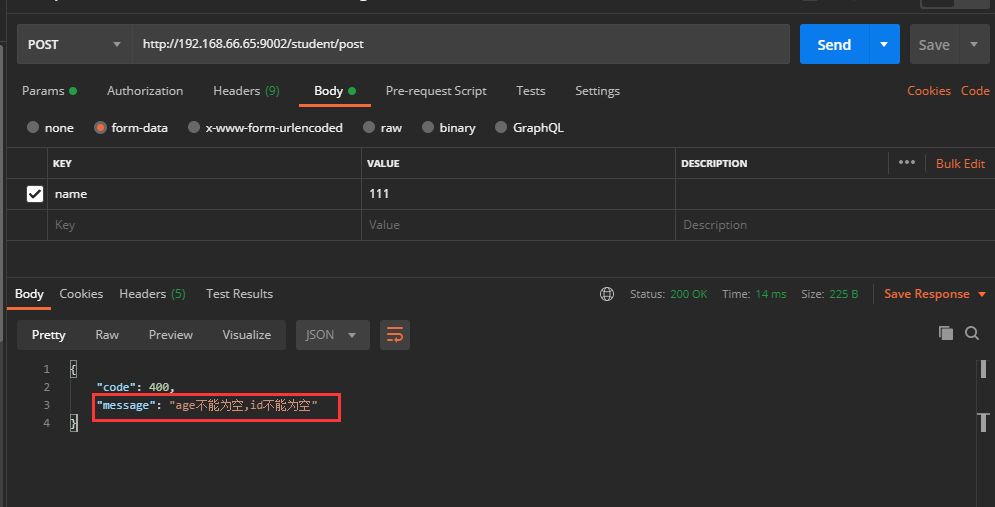 POST http://192.168.66.65:9002/student/post Send Save
Params Authorization Headers (9) Body Pre-request Script Tests Settings Cookies Code
none form-data x-www-form-urlencoded raw binary GraphQL
KEY VALUE DESCRIPTION ••• Bulk Edit
name 111
Key Value Description
Body Cookies Headers (5) Test Results Status: 200 OK Time: 14 ms Size: 225 B Save Response
Pretty Raw Preview Visualize JSON
1 {
2 "code": 400,
3 "message": "age不能为空,id不能为空"
4 }